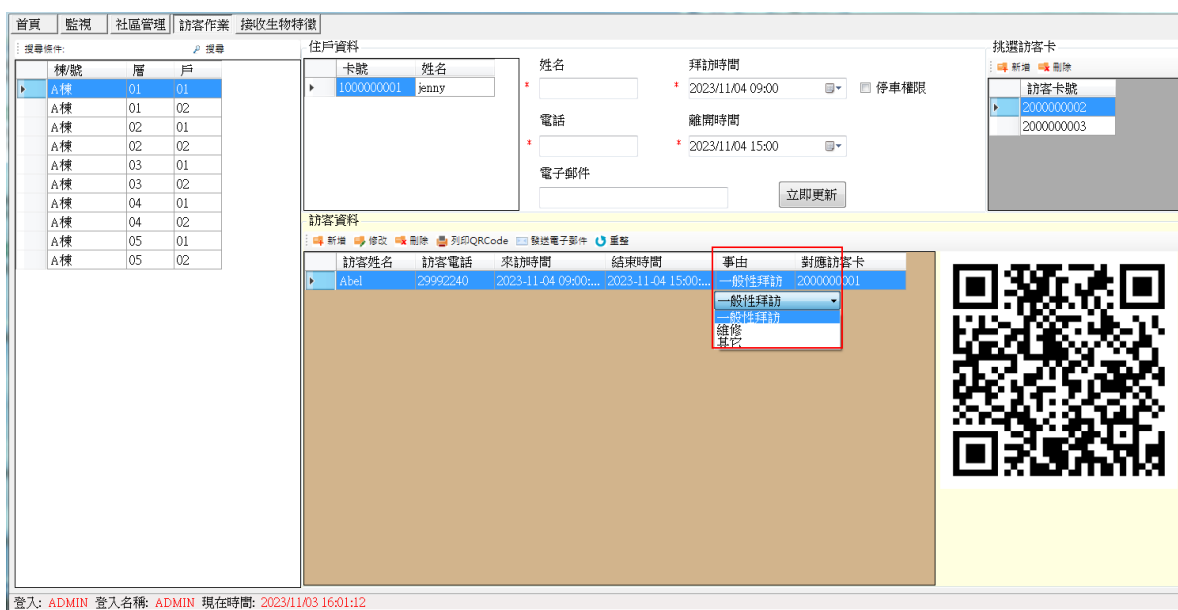 首頁 監視 社區管理 訪客作業 接收生物特徵
搜尋條件: 搜尋
棟/號 層 戶
A棟 01 01
A棟 01 02
A棟 02 01
A棟 02 02
A棟 03 01
A棟 03 02
A棟 04 01
A棟 04 02
A棟 05 01
A棟 05 02
住戶資料
卡號 姓名
1000000001 jenny
姓名
*
電話
*
電子郵件
拜訪時間
* 2023/11/04 09:00 停車權限
離開時間
* 2023/11/04 15:00
立即更新
挑選訪客卡
新增 刪除
訪客卡號
2000000002
2000000003
訪客資料
新增 修改 刪除 列印QRCode 發送電子郵件 重整
訪客姓名 訪客電話 來訪時間 結束時間 事由 對應訪客卡
Abel 29992240 2023-11-04 09:00:... 2023-11-04 15:00:... 一般性拜訪 2000000001
一般性拜訪
一般性拜訪
維修
其它
登入: ADMIN 登入名稱: ADMIN 現在時間: 2023/11/03 16:01:12